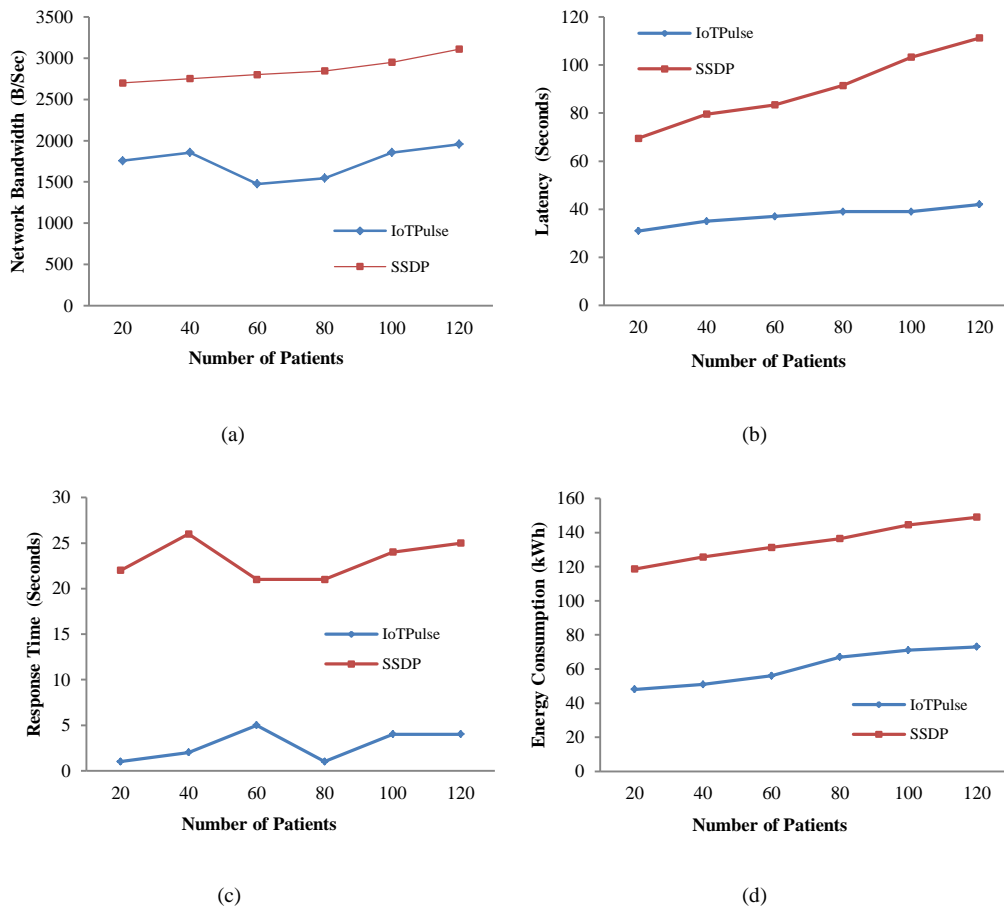 Network Bandwidth (B/Sec)
3500
3000
2500
2000
1500
1000
500
0
IoTPulse
SSDP
20 40 60 80 100 120
Number of Patients
(a)
Latency (Seconds)
120
100
80
60
40
20
0
IoTPulse
SSDP
20 40 60 80 100 120
Number of Patients
(b)
Response Time (Seconds)
30
25
20
15
10
5
0
IoTPulse
SSDP
20 40 60 80 100 120
Number of Patients
(c)
Energy Consumption (kWh)
160
140
120
100
80
60
40
20
0
IoTPulse
SSDP
20 40 60 80 100 120
Number of Patients
(d)